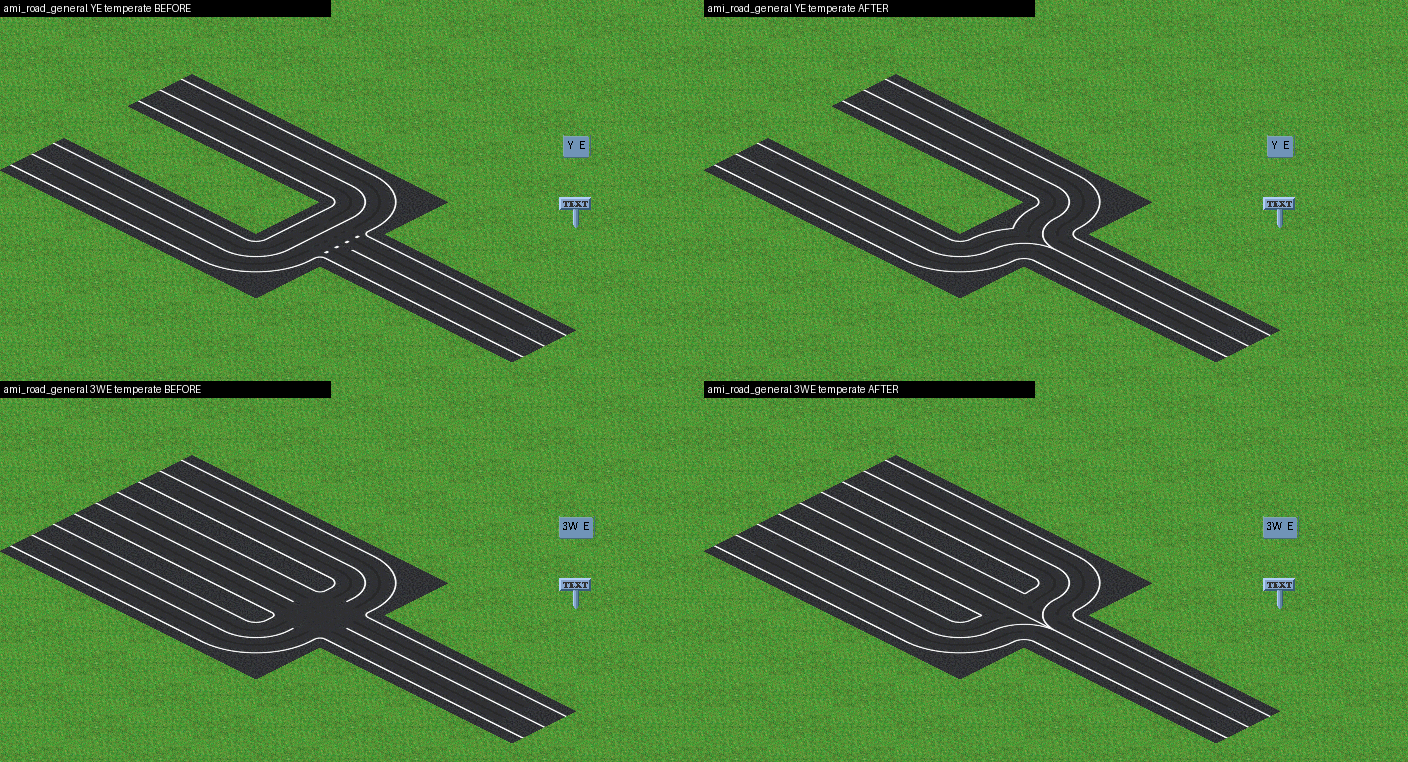 ami_road_general YE temperate BEFORE
ami_road_general YE temperate AFTER
Y E
Y E
TEXT
TEXT
ami_road_general 3WE temperate BEFORE
ami_road_general 3WE temperate AFTER
3W E
3W E
TEXT
TEXT